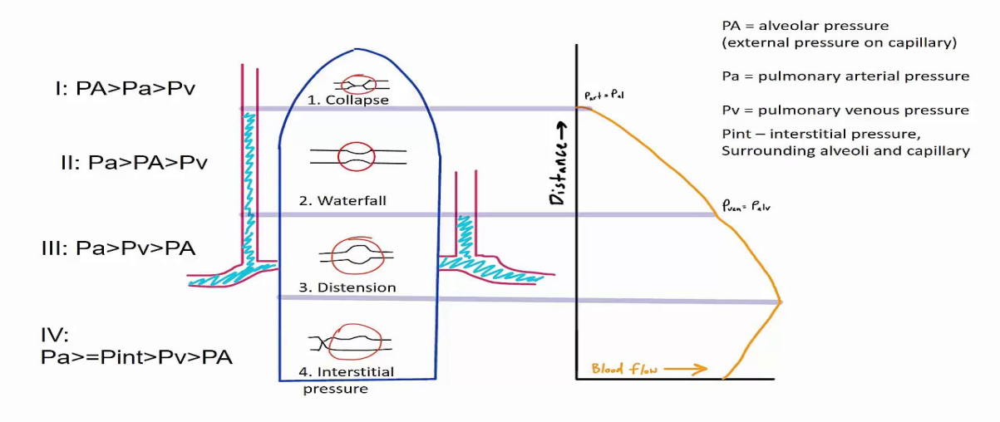 I: PA>Pa>Pv
II: Pa>PA>Pv
III: Pa>Pv>PA
IV:
Pa>=Pint>Pv>PA
1. Collapse
2. Waterfall
3. Distension
4. Interstitial
pressure
Part = PAl
Distance →
Pven = PAlv
Blood flow →
PA = alveolar pressure
(external pressure on capillary)
Pa = pulmonary arterial pressure
Pv = pulmonary venous pressure
Pint – interstitial pressure,
Surrounding alveoli and capillary